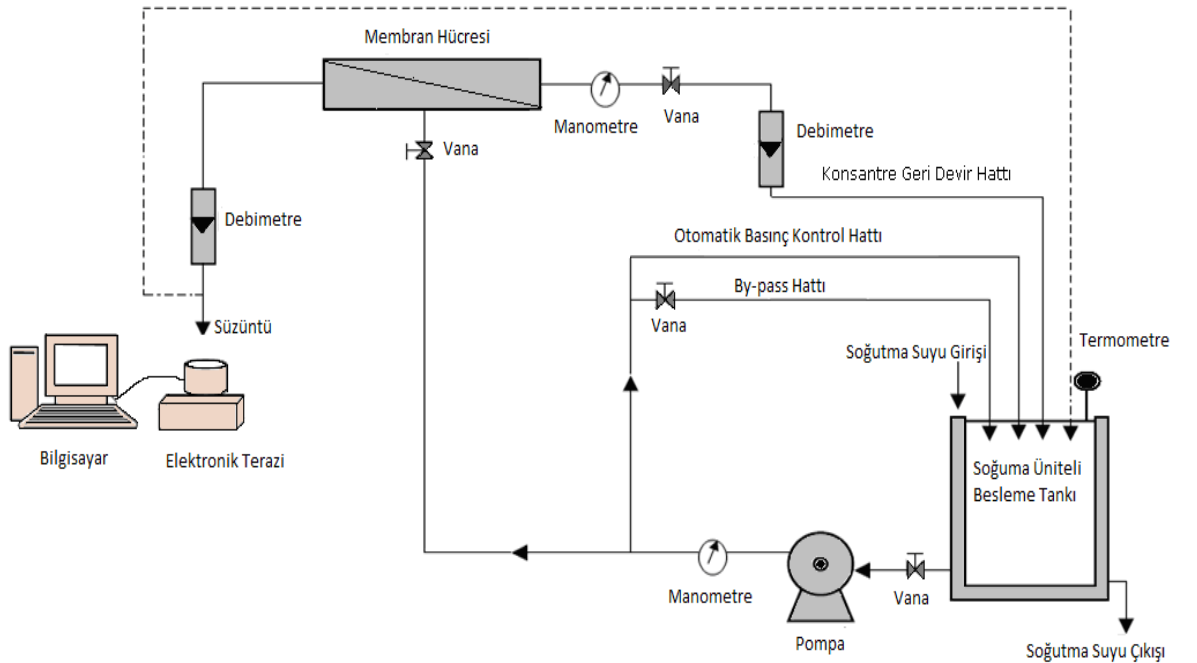 Membran Hücresi
Manometre
Vana
Debimetre
Vana
Konsantre Geri Devir Hattı
Debimetre
Otomatik Basınç Kontrol Hattı
By-pass Hattı
Vana
Süzüntü
Soğutma Suyu Girişi
Termometre
Bilgisayar
Elektronik Terazi
Soğuma Üniteli
Besleme Tankı
Manometre
Vana
Pompa
Soğutma Suyu Çıkışı